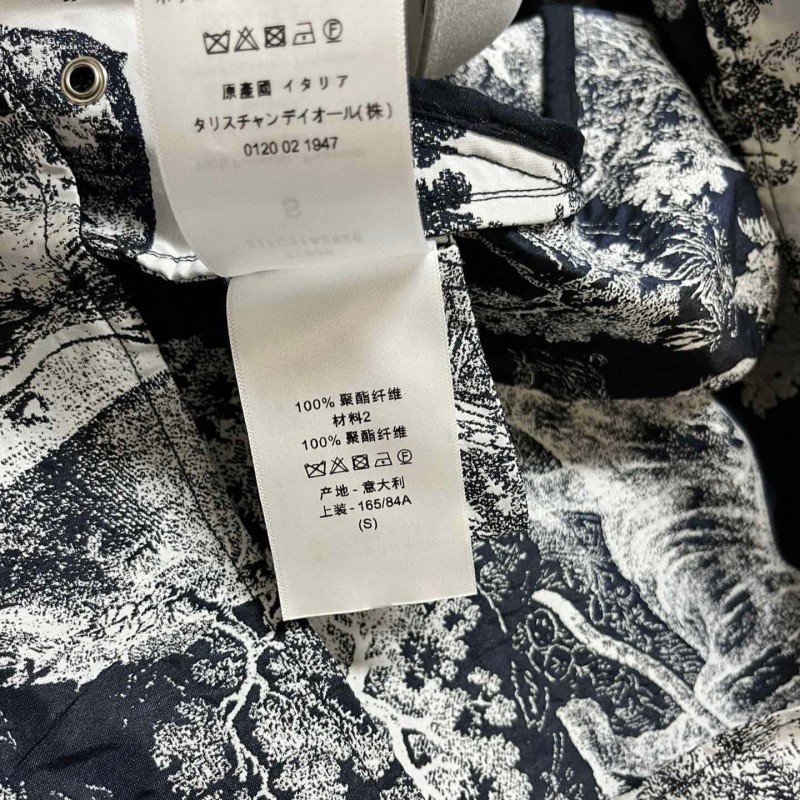 原產國 イタリア
タリスチャンディオール(株)
0120 02 1947
S
100% 聚酯纤维
材料2
100% 聚酯纤维
产地 - 意大利
上装 - 165/84A
(S)